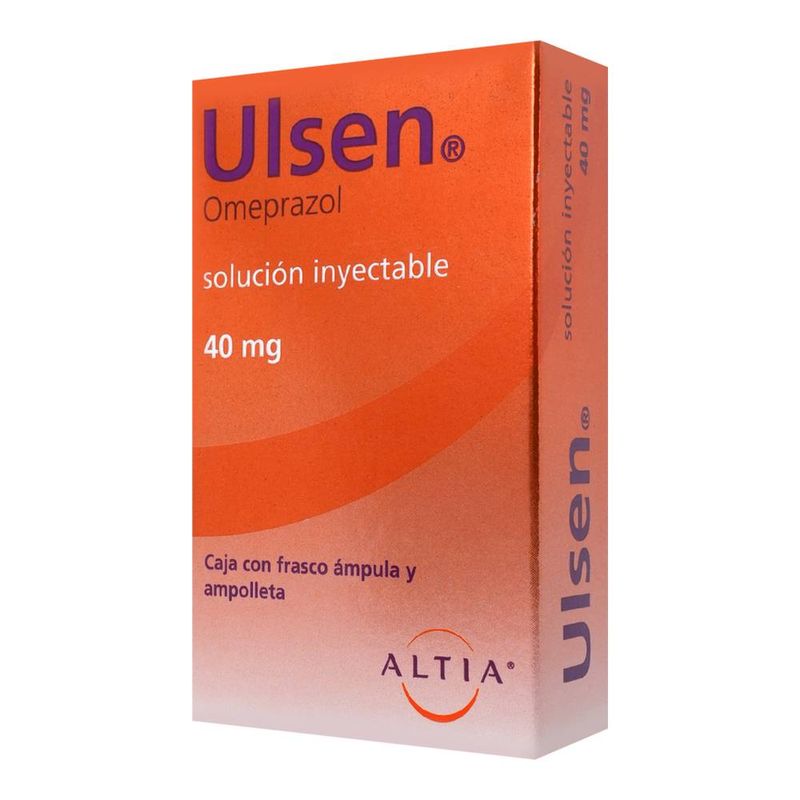 Ulsen®
Omeprazol
solución inyectable
40 mg
Caja con frasco ámpula y
ampolleta
ALTIA®
Ulsen®
solución inyectable
40 mg